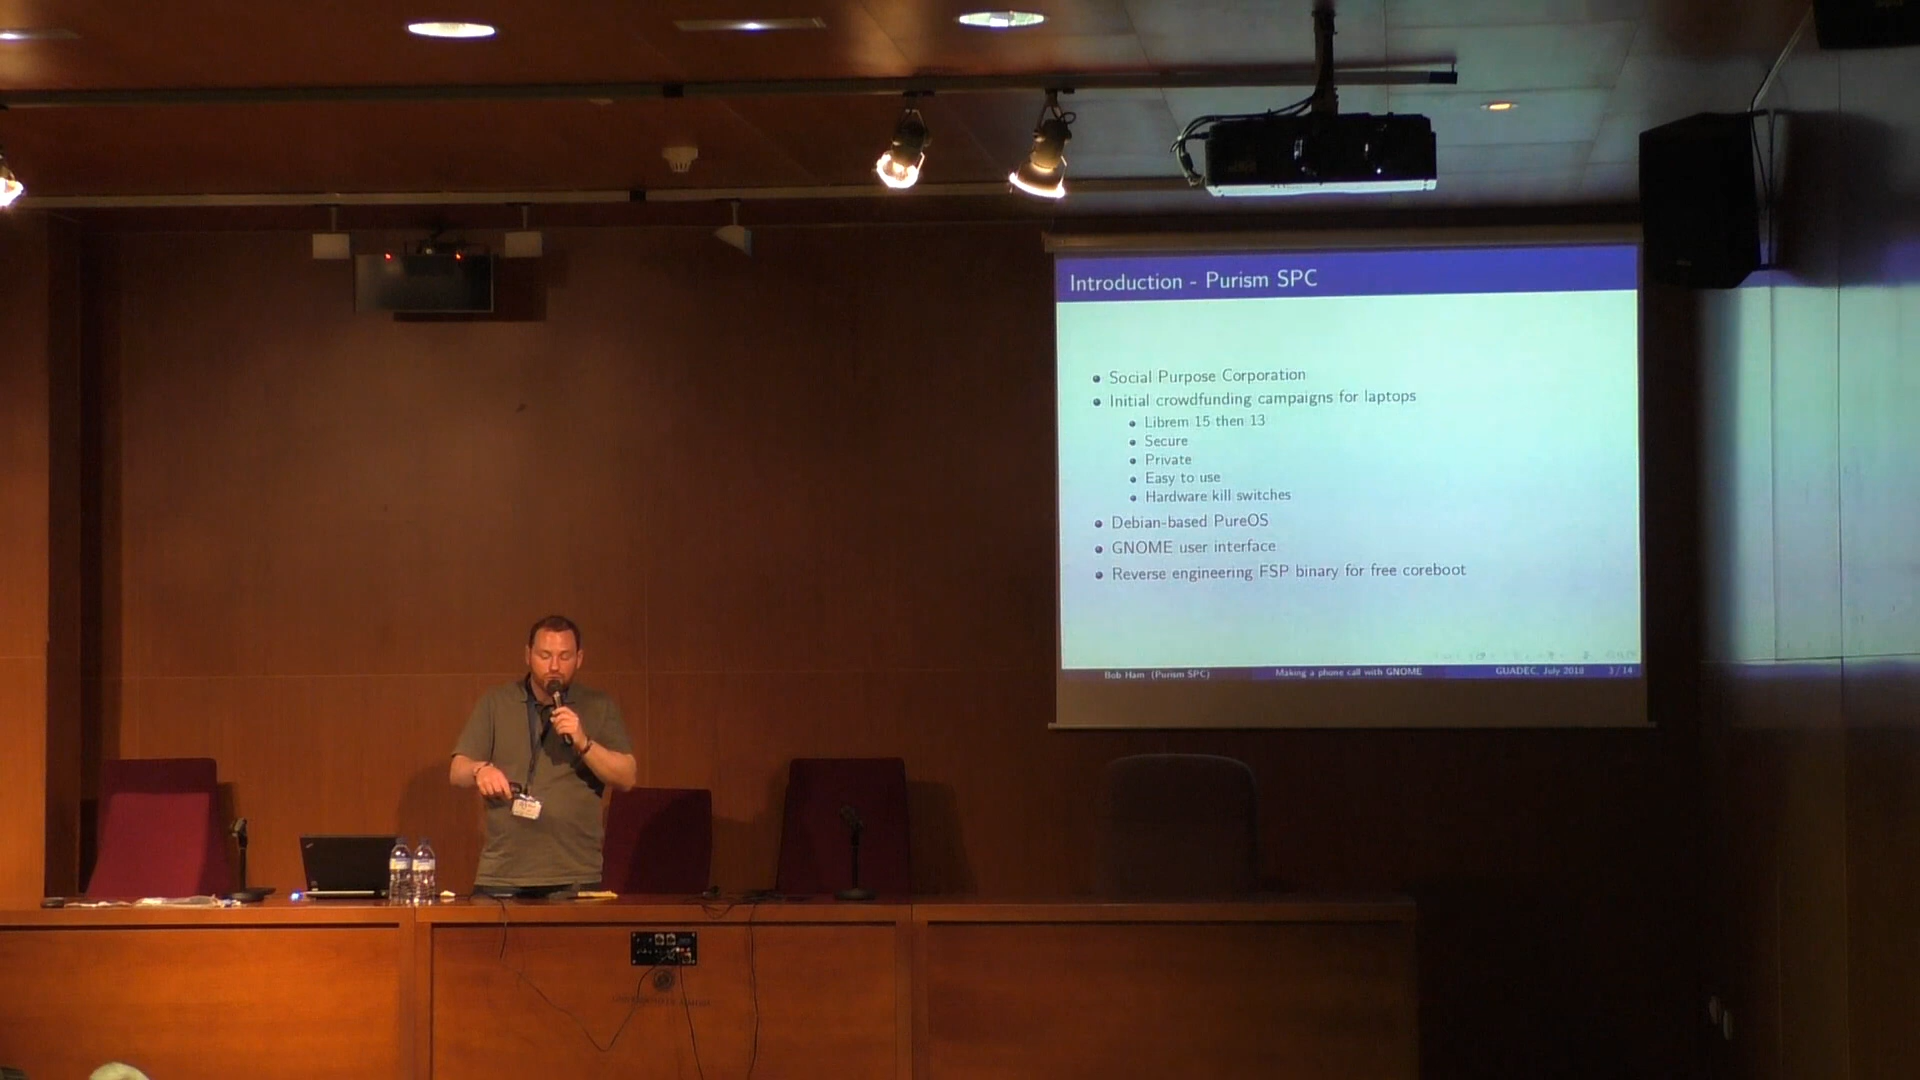 Introduction - Purism SPC
Social Purpose Corporation
Initial crowdfunding campaigns for laptops
Librem 15 then 13
Secure
Private
Easy to use
Hardware kill switches
Debian-based PureOS
GNOME user interface
Reverse engineering FSP binary for free coreboot
Bob Ham (Purism SPC) Making a phone call with GNOME GUADEC, July 2018 3 / 14